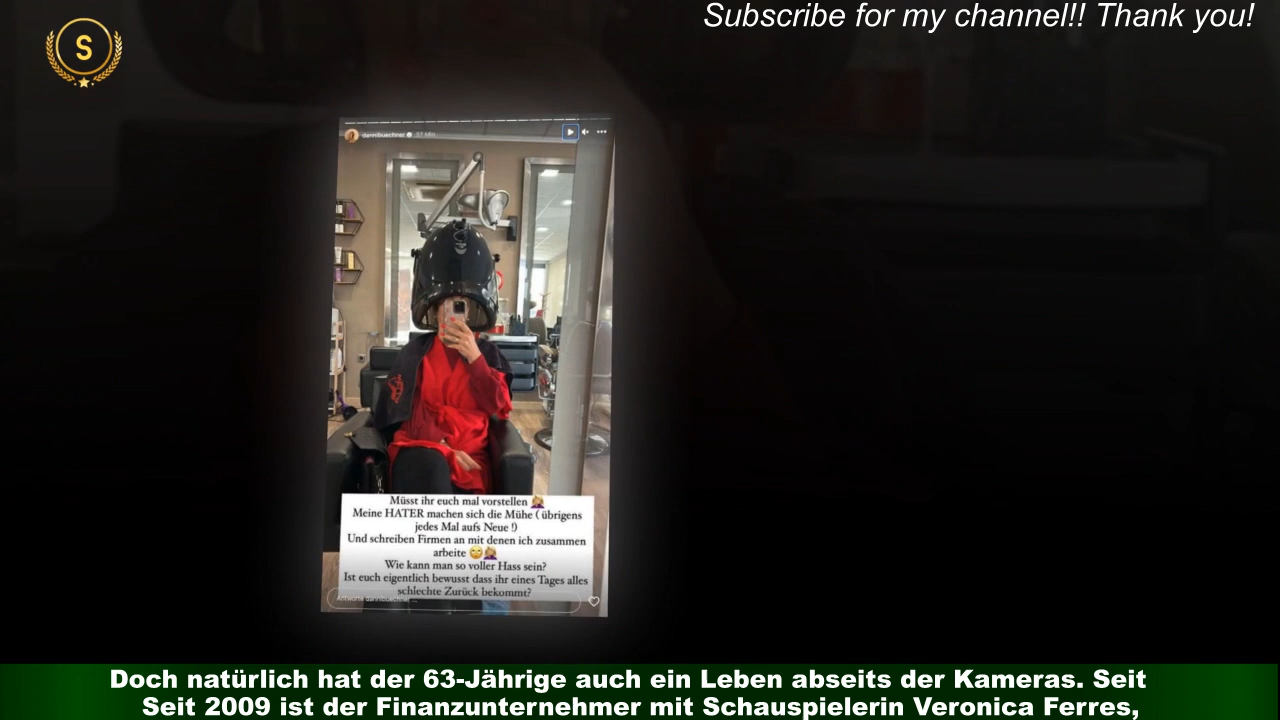 Subscribe for my channel!! Thank you!
S
dannibuechner 37 Min.
Müsst ihr euch mal vorstellen 🤦🏼‍♀️
Meine HATER machen sich die Mühe ( übrigens
jedes Mal aufs Neue !)
Und schreiben Firmen an mit denen ich zusammen
arbeite 🙄🤦🏼‍♀️
Wie kann man so voller Hass sein?
Ist euch eigentlich bewusst dass ihr eines Tages alles
schlechte Zurück bekommt?
Doch natürlich hat der 63-Jährige auch ein Leben abseits der Kameras. Seit
Seit 2009 ist der Finanzunternehmer mit Schauspielerin Veronica Ferres,